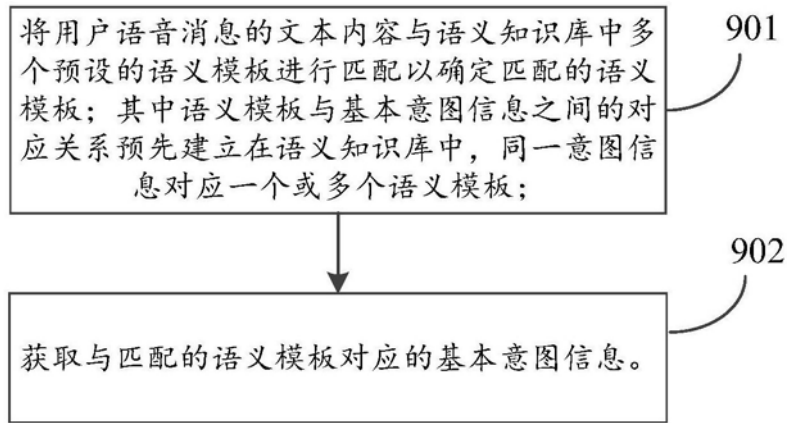 将用户语音消息的文本内容与语义知识库中多
个预设的语义模板进行匹配以确定匹配的语义
模板；其中语义模板与基本意图信息之间的对
应关系预先建立在语义知识库中，同一意图信
息对应一个或多个语义模板；
901
获取与匹配的语义模板对应的基本意图信息。
902